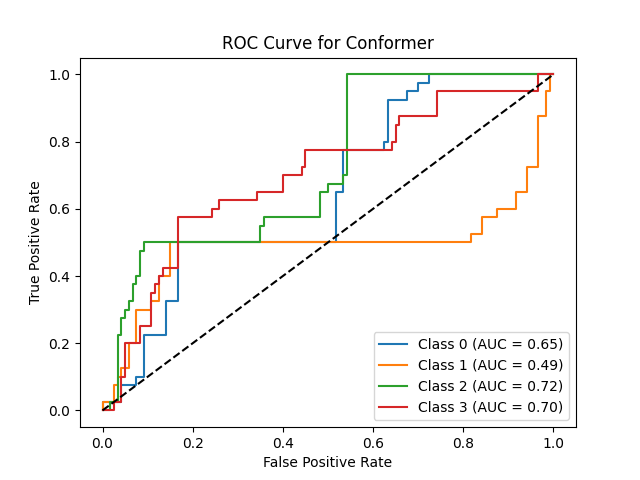 ROC Curve for Conformer
True Positive Rate
1.0
0.8
0.6
0.4
0.2
0.0
Class 0 (AUC = 0.65)
Class 1 (AUC = 0.49)
Class 2 (AUC = 0.72)
Class 3 (AUC = 0.70)
0.0 0.2 0.4 0.6 0.8 1.0
False Positive Rate